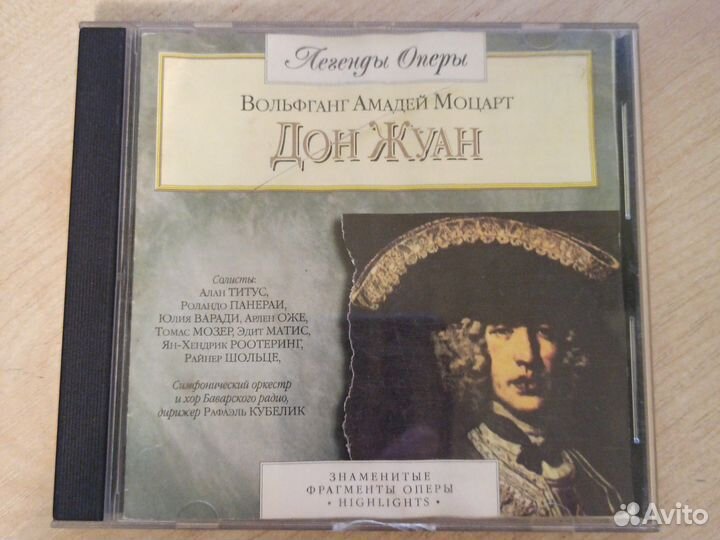 Легенды Оперы
Вольфганг Амадей Моцарт
Дон Жуан
Солисты:
Алан ТИТУС,
Роландо ПАНЕРАИ,
Юлия ВАРАДИ, Арлен ОЖЕ,
Томас МОЗЕР, Эдит МАТИС,
Ян-Хендрик РООТЕРИНГ,
Райнер ШОЛЬЦЕ,
Симфонический оркестр
и хор Баварского радио,
дирижер Рафаэль КУБЕЛИК
ЗНАМЕНИТЫЕ
ФРАГМЕНТЫ ОПЕРЫ
• HIGHLIGHTS •
Avito